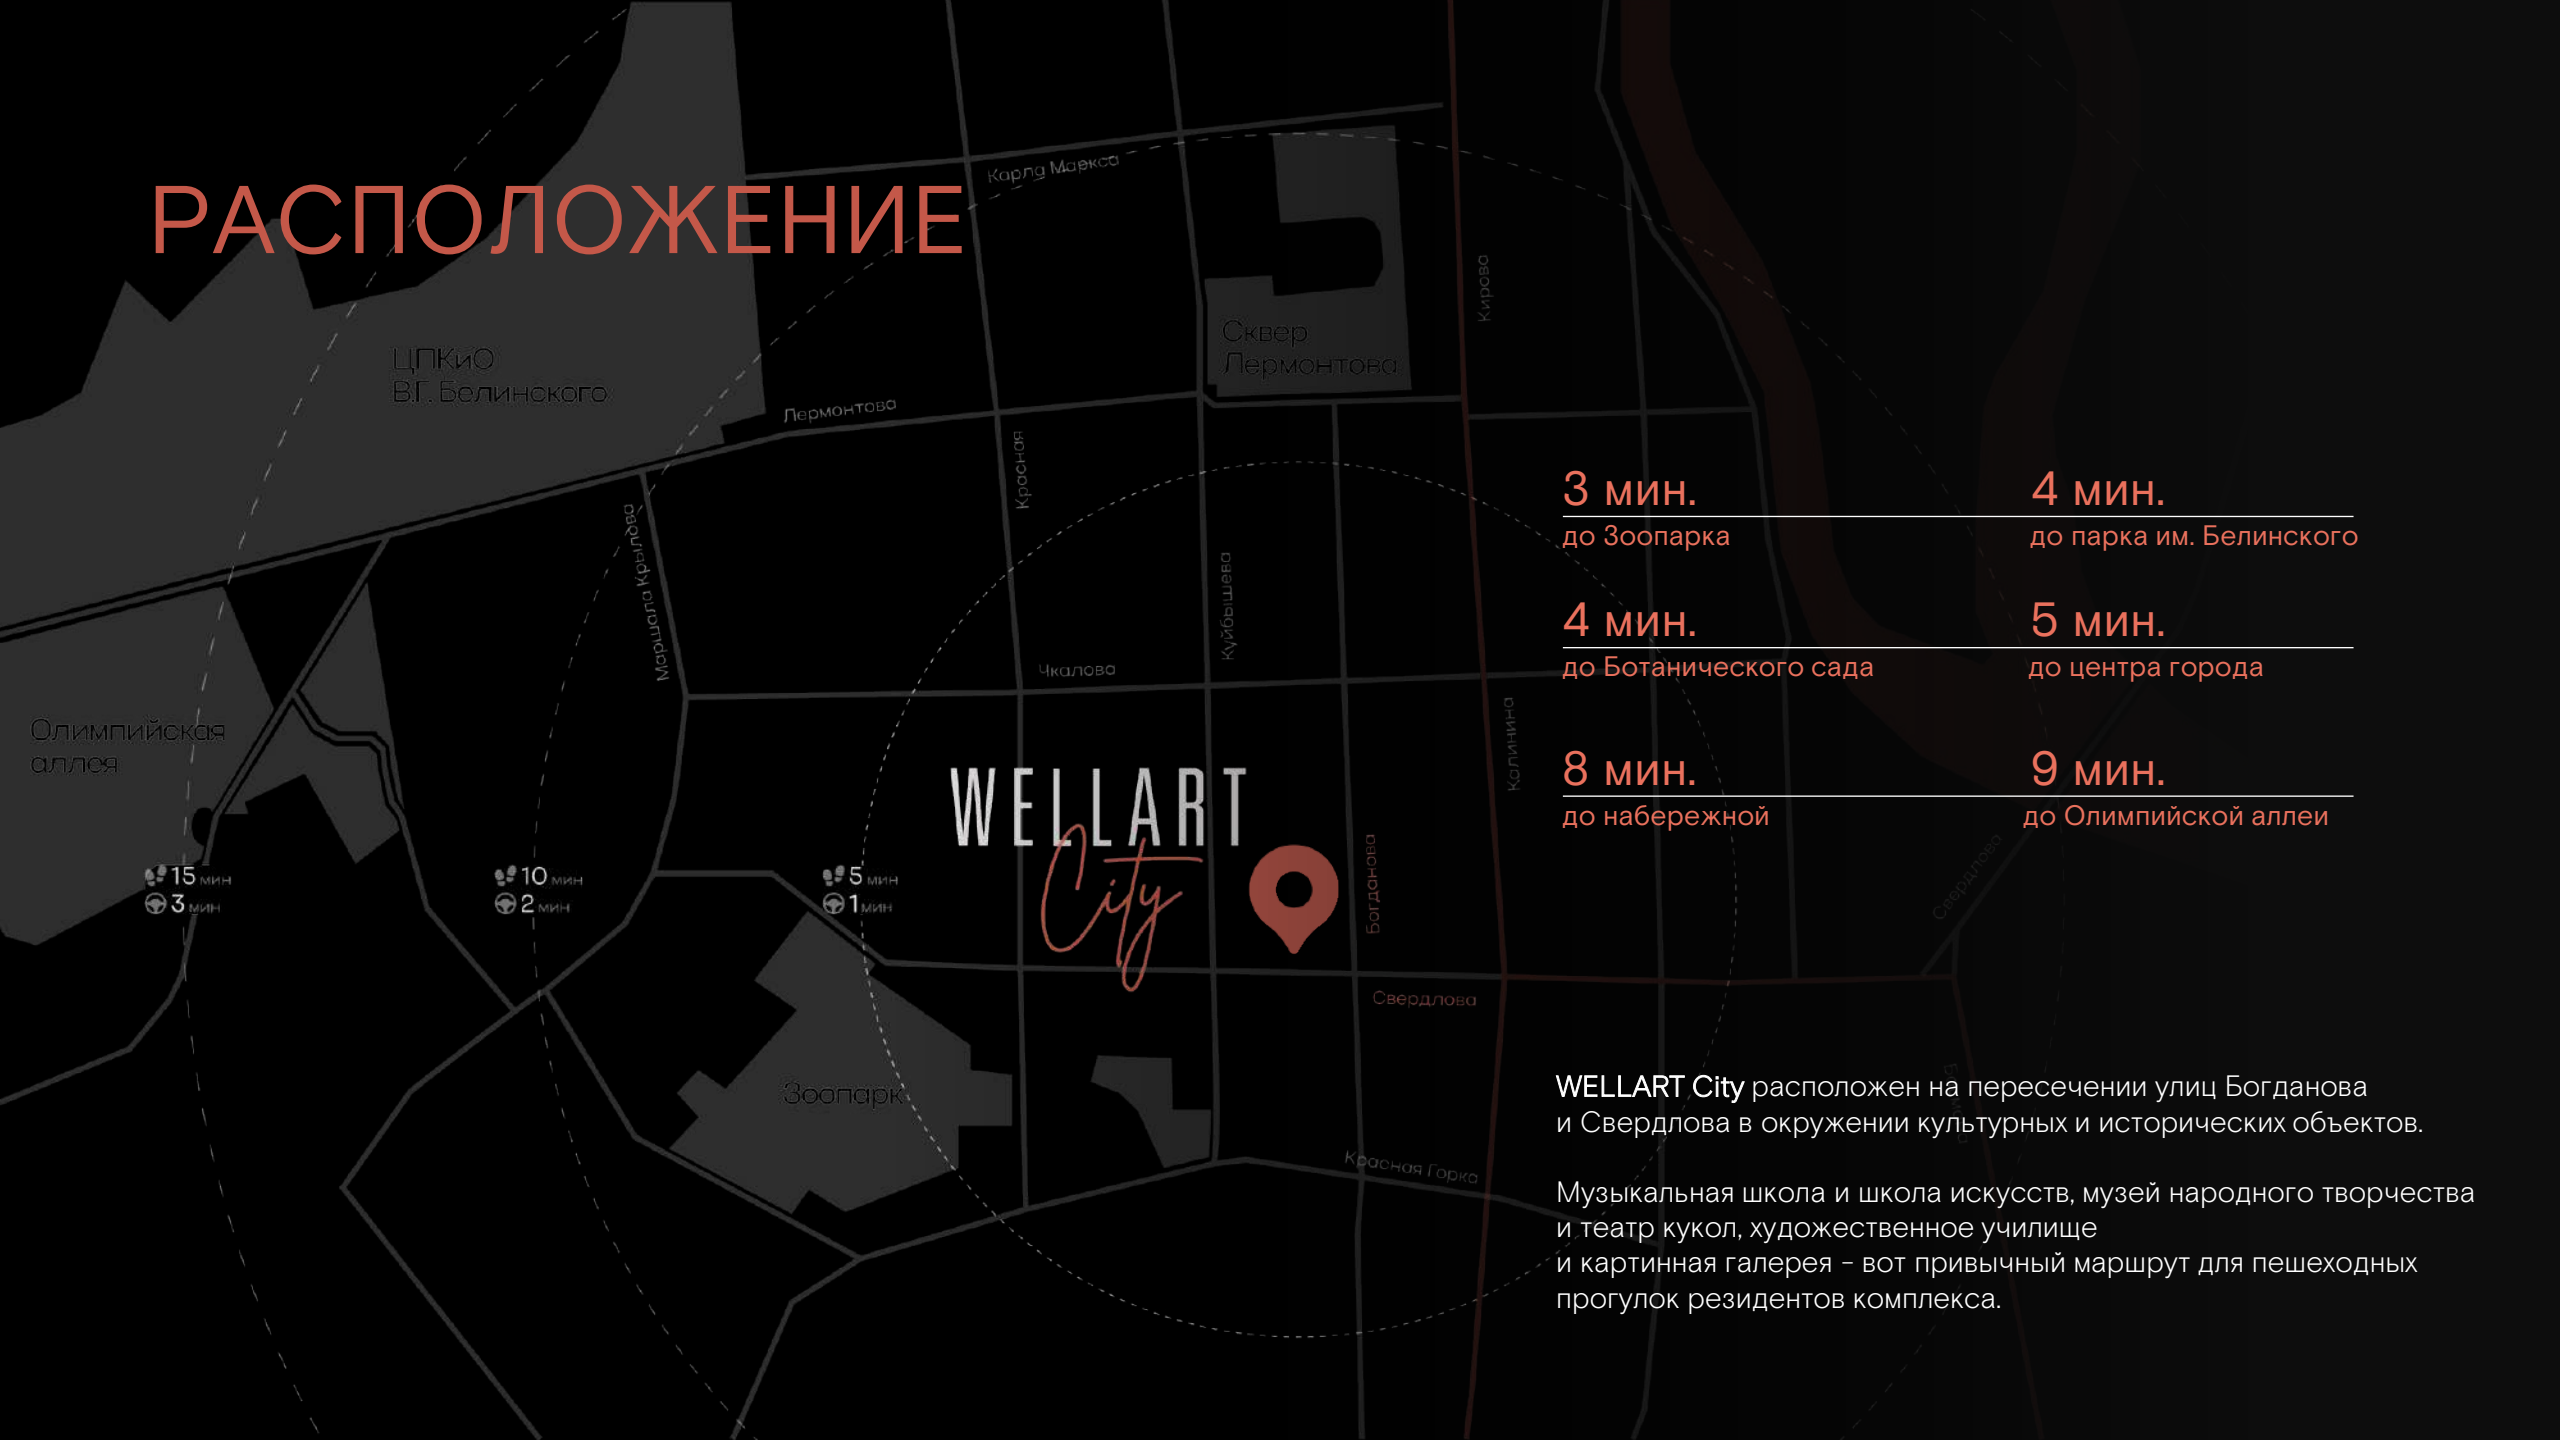 РАСПОЛОЖЕНИЕ
Карла Маркса
Кирова
Сквер
Лермонтова
ЦПКиО
В.Г. Белинского
Лермонтова
Красная
Маршала Крылова
Куйбышева
Чкалова
Калинина
Олимпийская
аллея
3 мин.
до Зоопарка
4 мин.
до парка им. Белинского
4 мин.
до Ботанического сада
5 мин.
до центра города
8 мин.
до набережной
9 мин.
до Олимпийской аллеи
WELLART
City
15 мин
3 мин
10 мин
2 мин
5 мин
1 мин
Богданова
Свердлова
Свердлова
Зоопарк
Красная Горка
WELLART City расположен на пересечении улиц Богданова
и Свердлова в окружении культурных и исторических объектов.
Музыкальная школа и школа искусств, музей народного творчества
и театр кукол, художественное училище
и картинная галерея - вот привычный маршрут для пешеходных
прогулок резидентов комплекса.